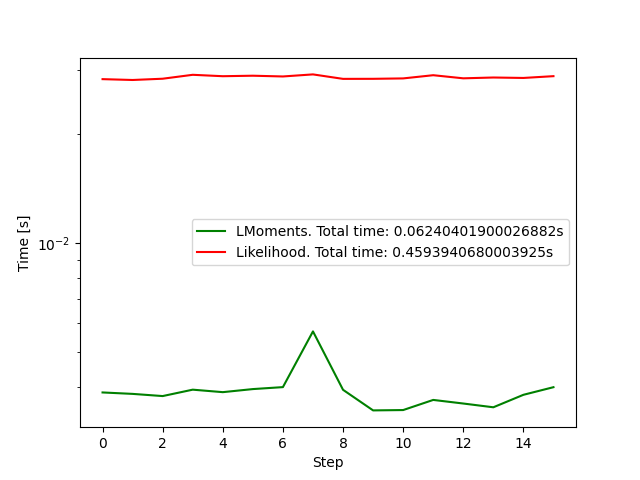 Time [s]
10^{-2}
LMoments. Total time: 0.06240401900026882s
Likelihood. Total time: 0.4593940680003925s
0 2 4 6 8 10 12 14
Step